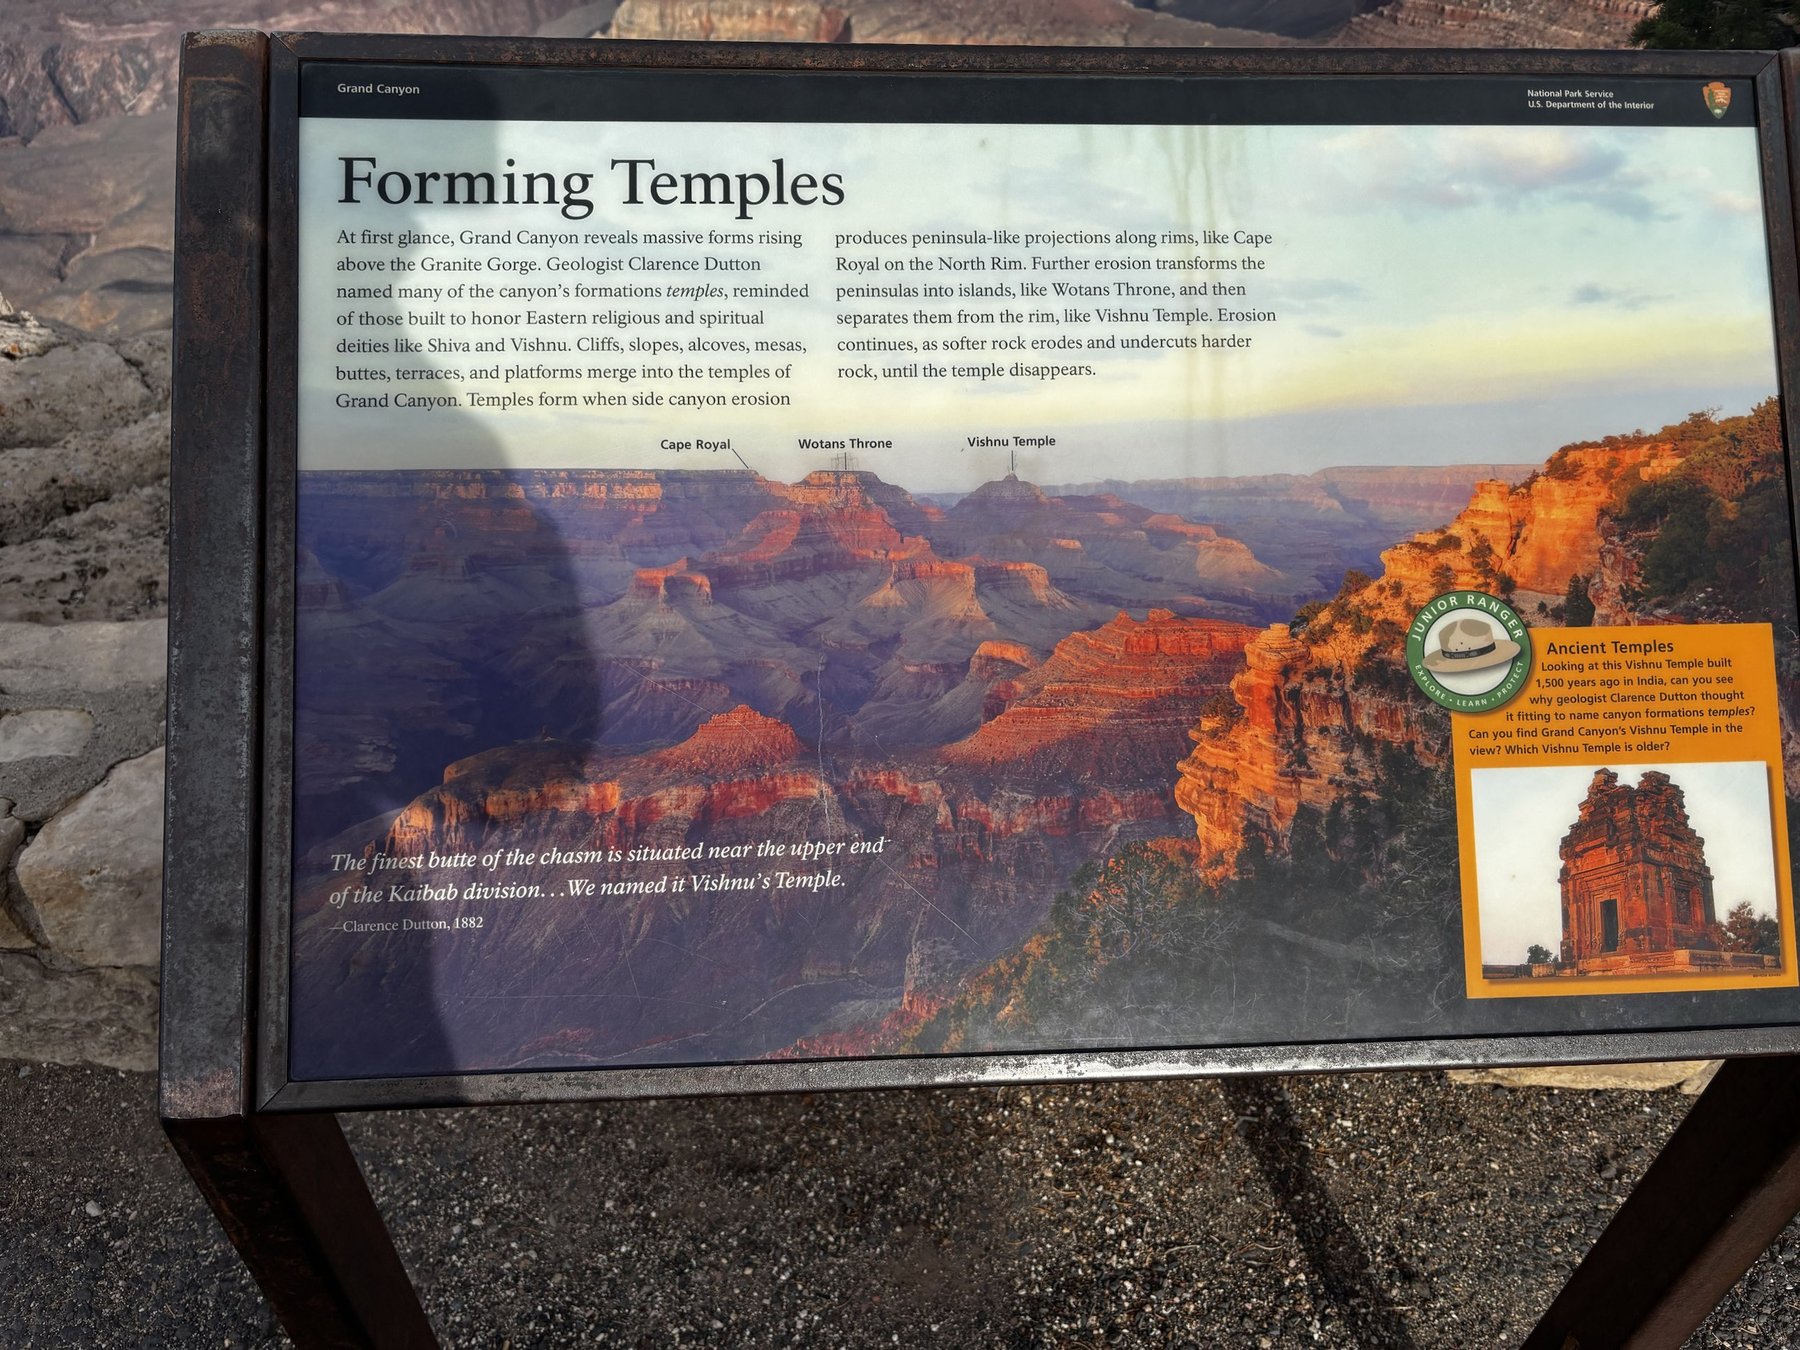 Grand Canyon
National Park Service
U.S. Department of the Interior
Forming Temples
At first glance, Grand Canyon reveals massive forms rising
above the Granite Gorge. Geologist Clarence Dutton
named many of the canyon's formations temples, reminded
of those built to honor Eastern religious and spiritual
deities like Shiva and Vishnu. Cliffs, slopes, alcoves, mesas,
buttes, terraces, and platforms merge into the temples of
Grand Canyon. Temples form when side canyon erosion
produces peninsula-like projections along rims, like Cape
Royal on the North Rim. Further erosion transforms the
peninsulas into islands, like Wotans Throne, and then
separates them from the rim, like Vishnu Temple. Erosion
continues, as softer rock erodes and undercuts harder
rock, until the temple disappears.
Cape Royal
Wotans Throne
Vishnu Temple
JUNIOR RANGER
EXPLORE • LEARN • PROTECT
Ancient Temples
Looking at this Vishnu Temple built
1,500 years ago in India, can you see
why geologist Clarence Dutton thought
it fitting to name canyon formations temples?
Can you find Grand Canyon's Vishnu Temple in the
view? Which Vishnu Temple is older?
The finest butte of the chasm is situated near the upper end
of the Kaibab division...We named it Vishnu's Temple.
—Clarence Dutton, 1882